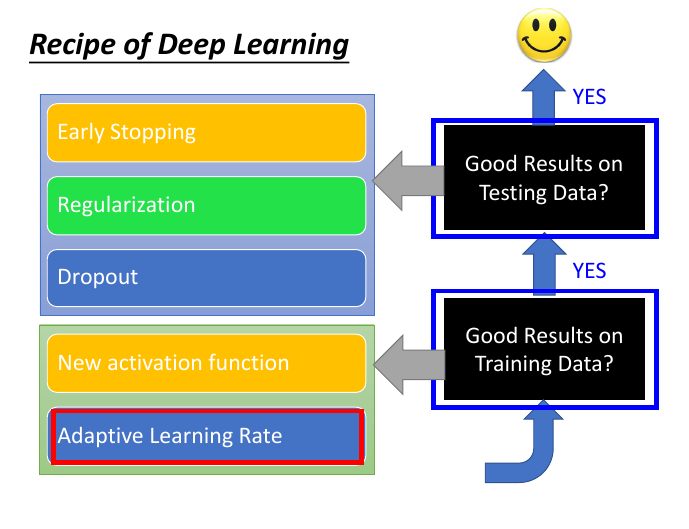 Recipe of Deep Learning
YES
Early Stopping
Regularization
Dropout
Good Results on
Testing Data?
YES
New activation function
Adaptive Learning Rate
Good Results on
Training Data?